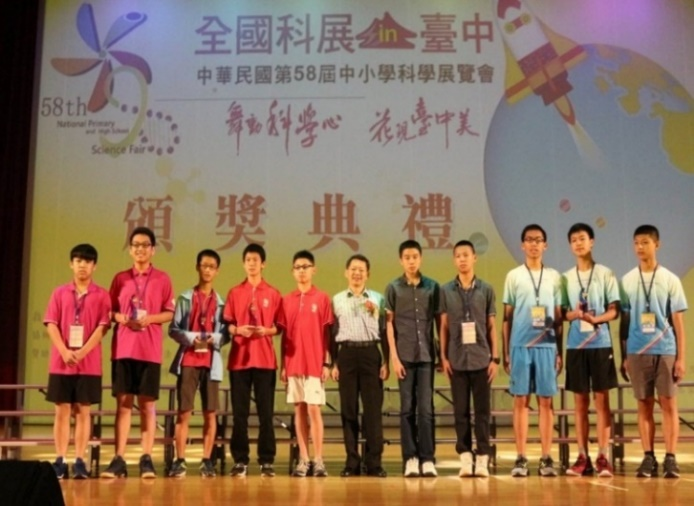 全國科展in臺中
中華民國第58屆中小學科學展覽會
58th
National Primary
and High School
Science Fair
舞動科學心 花現臺中美
頒獎典禮